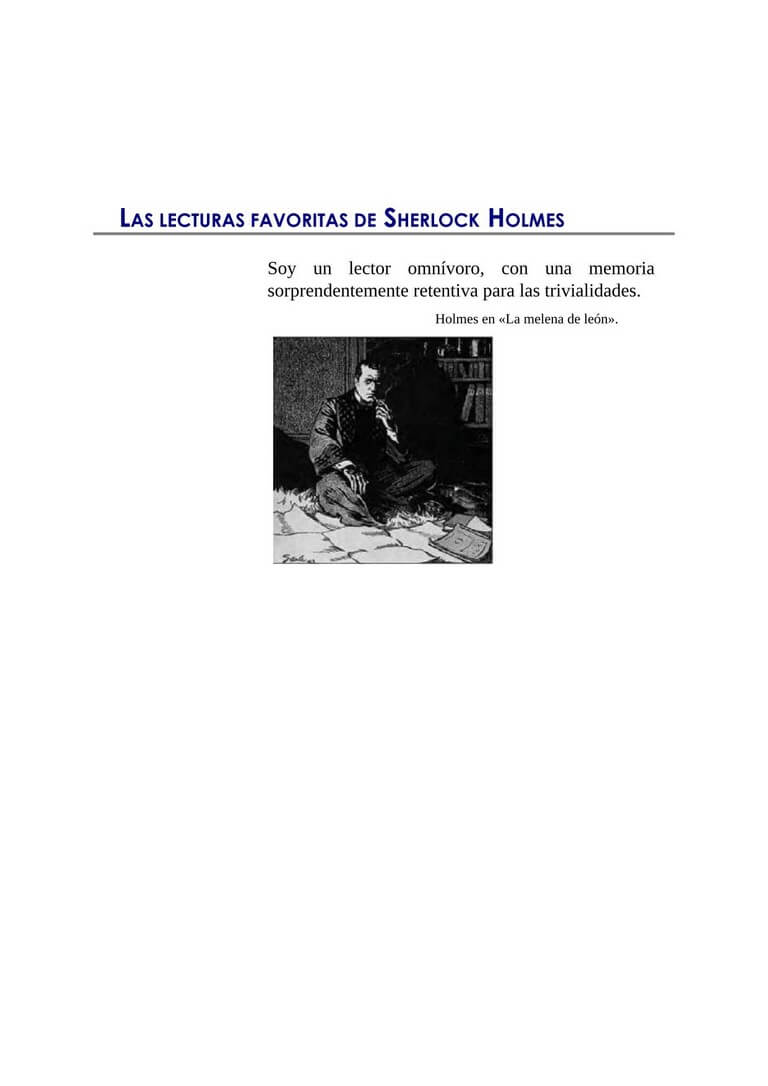 LAS LECTURAS FAVORITAS DE SHERLOCK HOLMES
Soy un lector omnívoro, con una memoria
sorprendentemente retentiva para las trivialidades.
Holmes en «La melena de león».